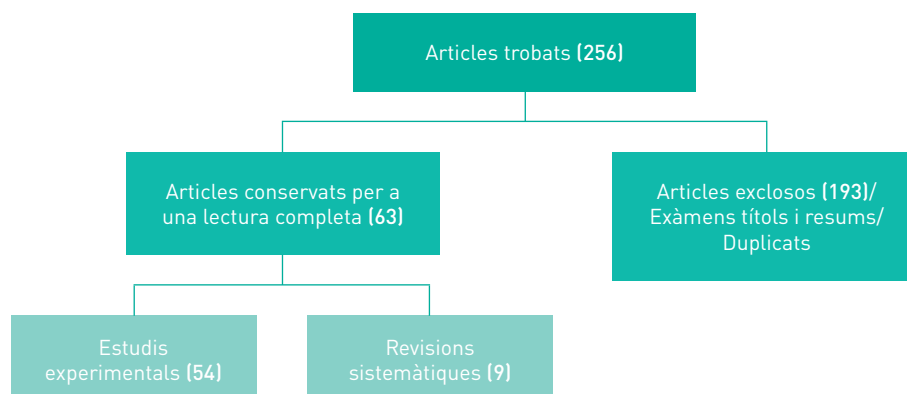 Articles trobats (256)
Articles conservats per a
una lectura completa (63)
Articles exclosos (193)/
Exàmens títols i resums/
Duplicats
Estudis
experimentals (54)
Revisions
sistemàtiques (9)